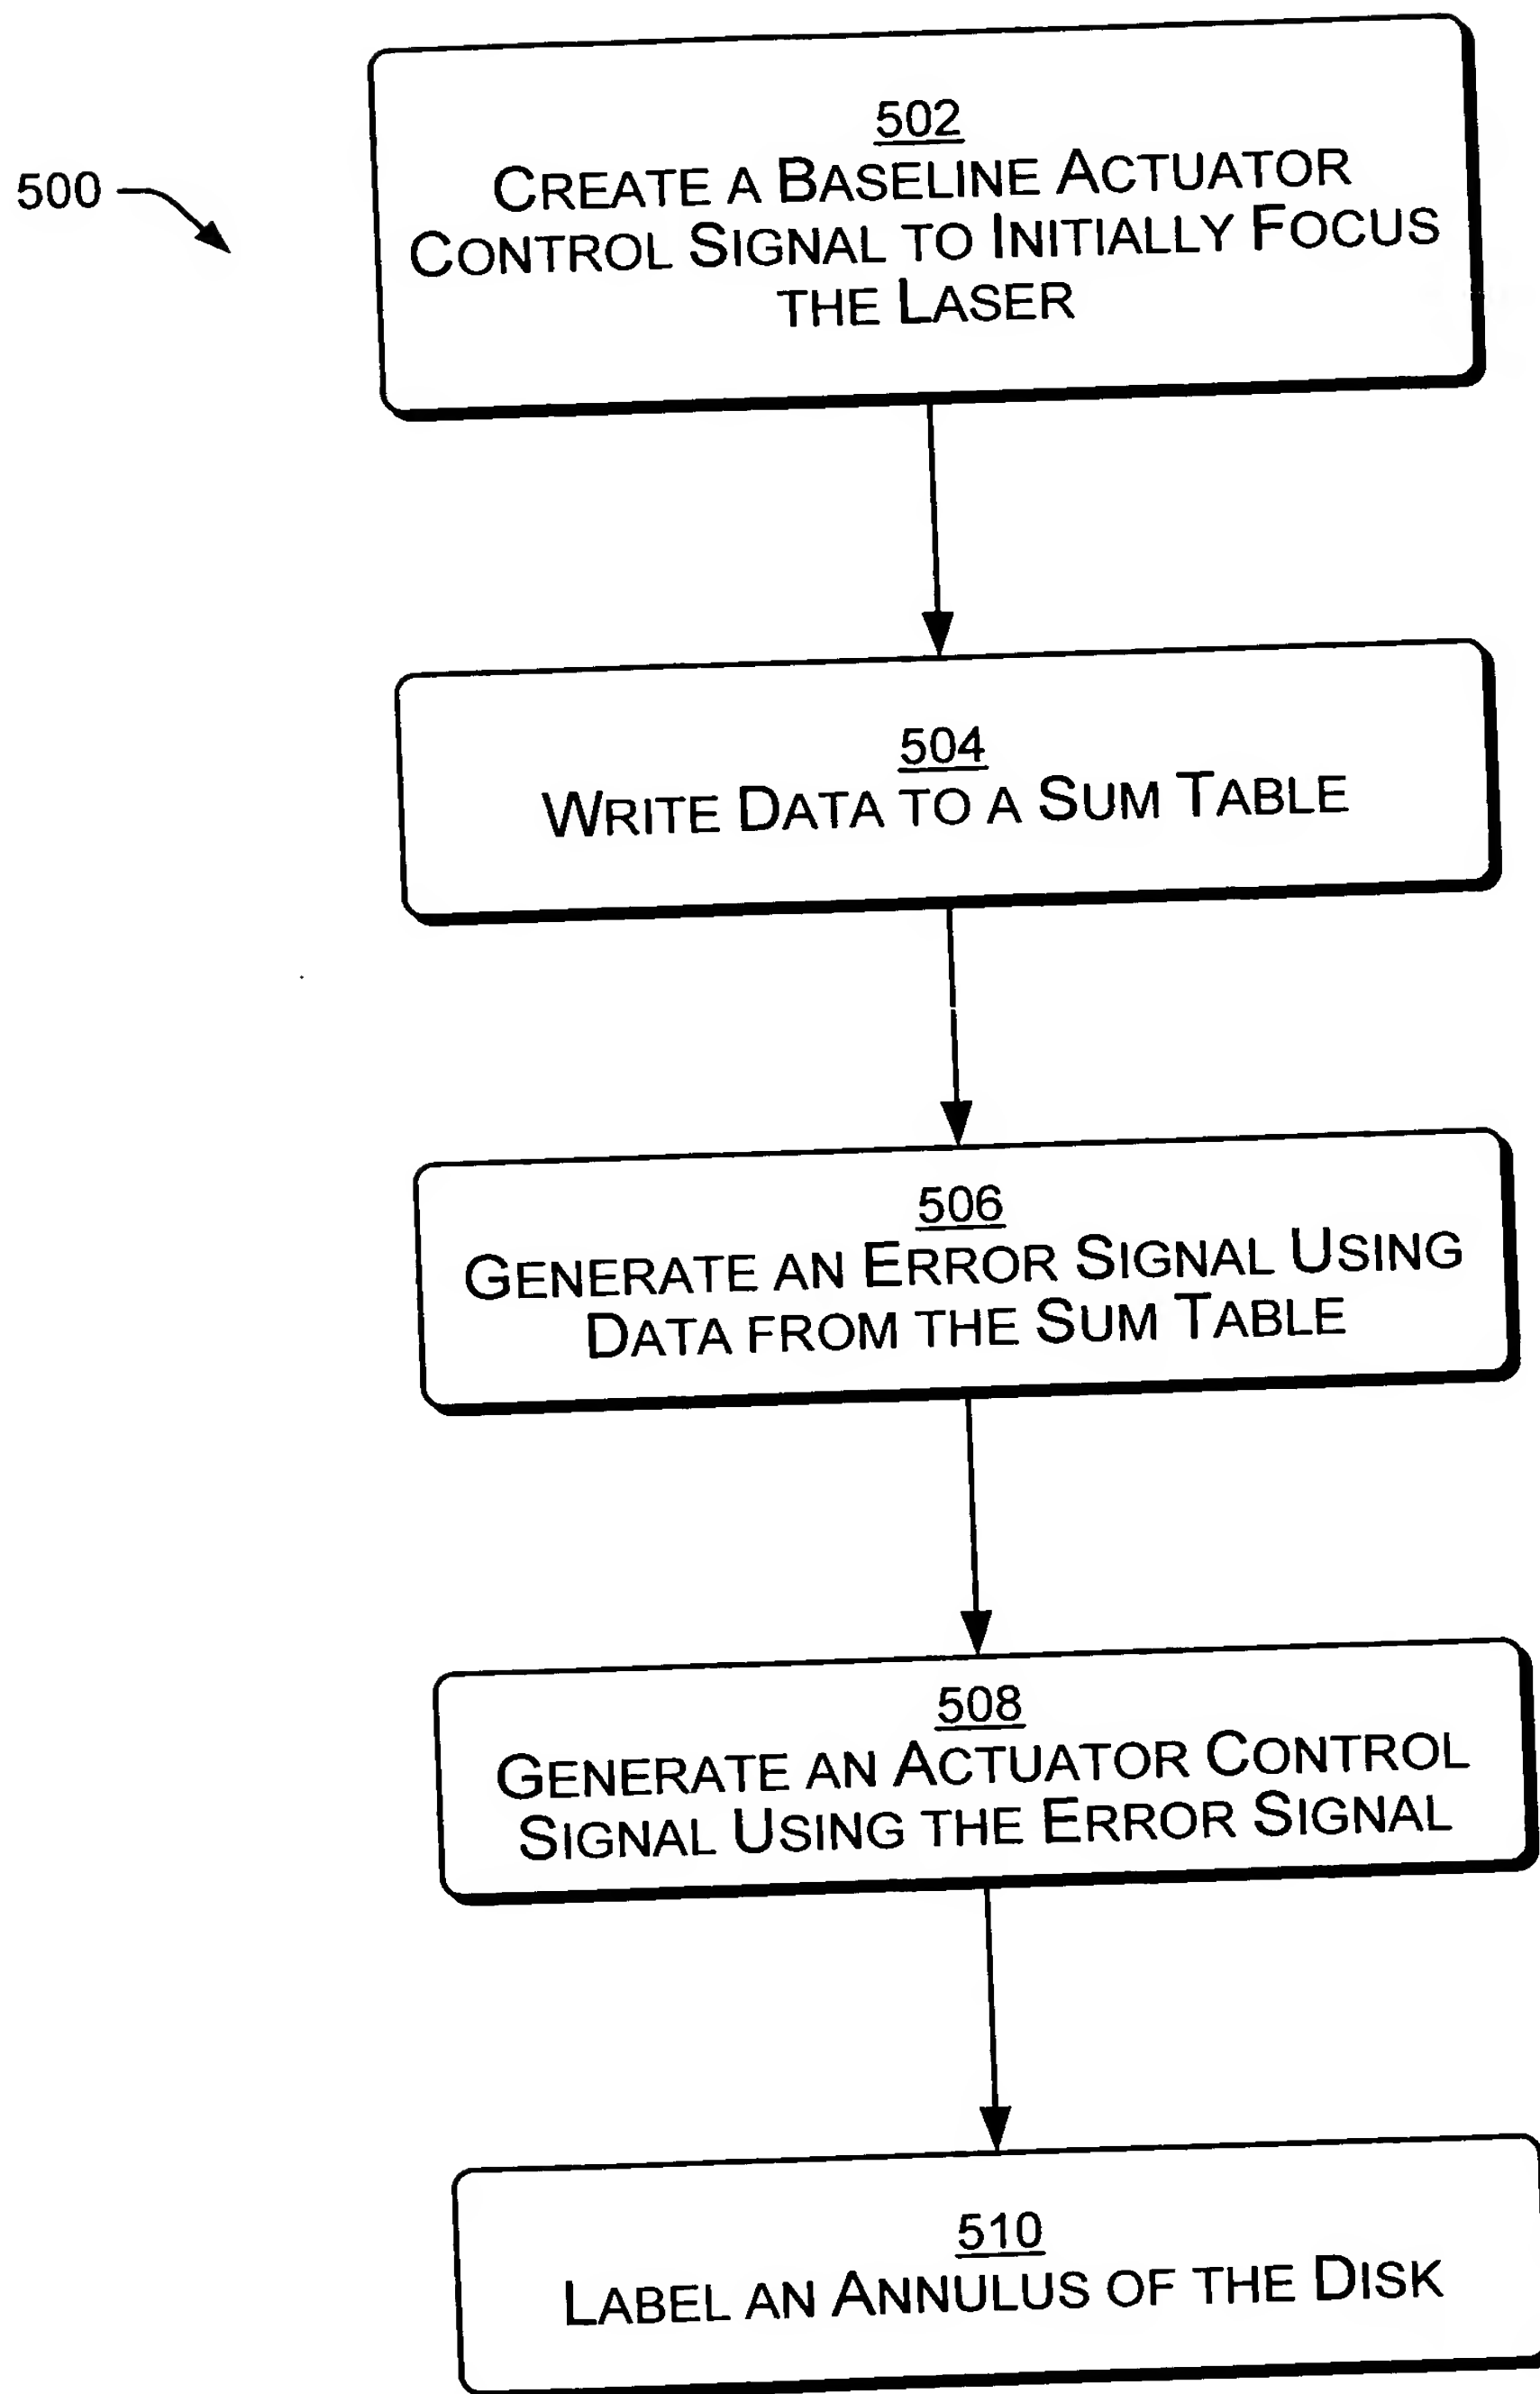 500
502
CREATE A BASELINE ACTUATOR
CONTROL SIGNAL TO INITIALLY FOCUS
THE LASER
504
WRITE DATA TO A SUM TABLE
506
GENERATE AN ERROR SIGNAL USING
DATA FROM THE SUM TABLE
508
GENERATE AN ACTUATOR CONTROL
SIGNAL USING THE ERROR SIGNAL
510
LABEL AN ANNULUS OF THE DISK